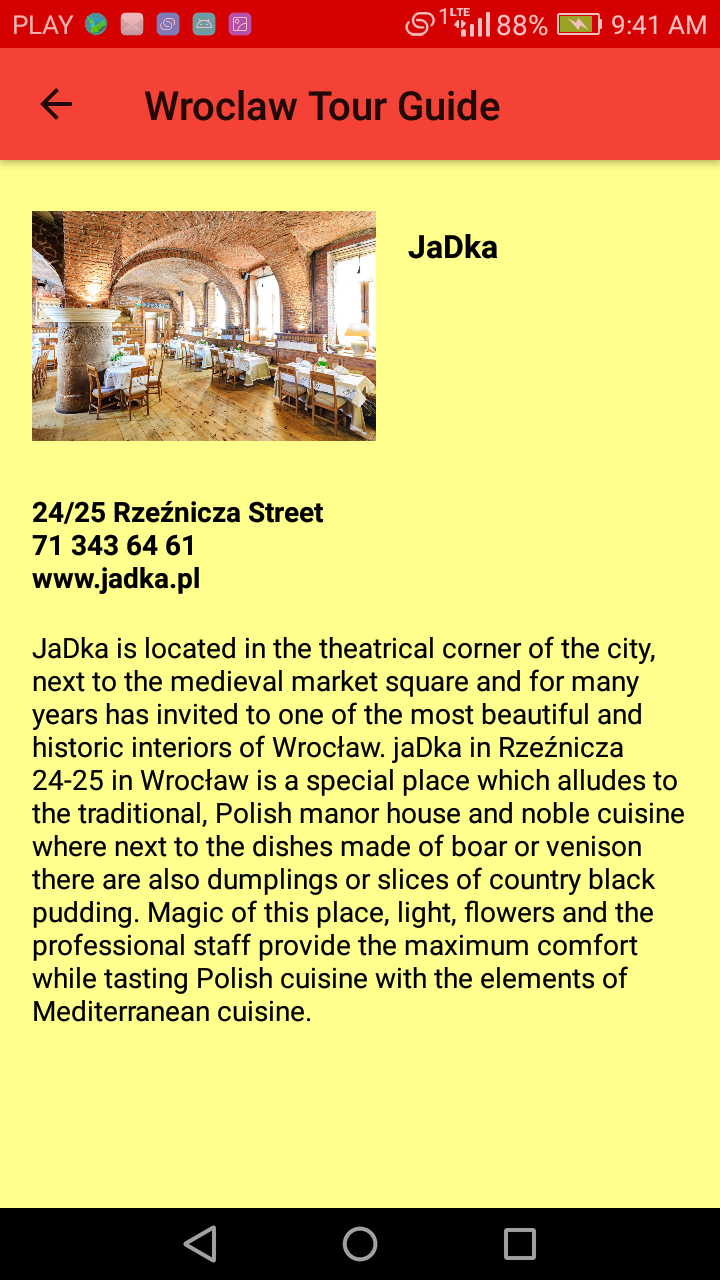 PLAY 1 LTE 88% 9:41 AM
Wroclaw Tour Guide
JaDka
24/25 Rzeźnicza Street
71 343 64 61
www.jadka.pl
JaDka is located in the theatrical corner of the city,
next to the medieval market square and for many
years has invited to one of the most beautiful and
historic interiors of Wrocław. jaDka in Rzeźnicza
24-25 in Wrocław is a special place which alludes to
the traditional, Polish manor house and noble cuisine
where next to the dishes made of boar or venison
there are also dumplings or slices of country black
pudding. Magic of this place, light, flowers and the
professional staff provide the maximum comfort
while tasting Polish cuisine with the elements of
Mediterranean cuisine.